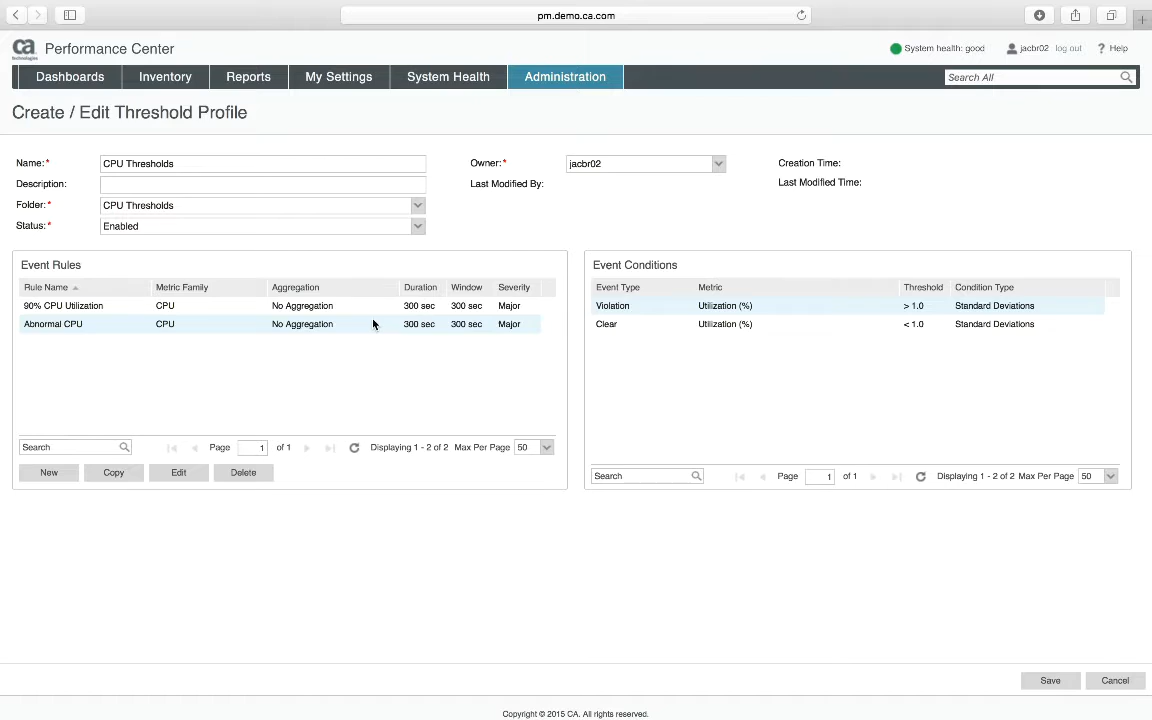 pm.demo.ca.com
ca technologies Performance Center
System health: good jacbr02 log out ? Help
Dashboards Inventory Reports My Settings System Health Administration Search All
Create / Edit Threshold Profile
Name:* CPU Thresholds Owner:* jacbr02 Creation Time:
Description: Last Modified By: Last Modified Time:
Folder:* CPU Thresholds
Status:* Enabled
Event Rules
Rule Name Metric Family Aggregation Duration Window Severity
90% CPU Utilization CPU No Aggregation 300 sec 300 sec Major
Abnormal CPU CPU No Aggregation 300 sec 300 sec Major
Search Page 1 of 1 Displaying 1 - 2 of 2 Max Per Page 50
New Copy Edit Delete
Event Conditions
Event Type Metric Threshold Condition Type
Violation Utilization (%) > 1.0 Standard Deviations
Clear Utilization (%) < 1.0 Standard Deviations
Search Page 1 of 1 Displaying 1 - 2 of 2 Max Per Page 50
Save Cancel
Copyright © 2015 CA. All rights reserved.